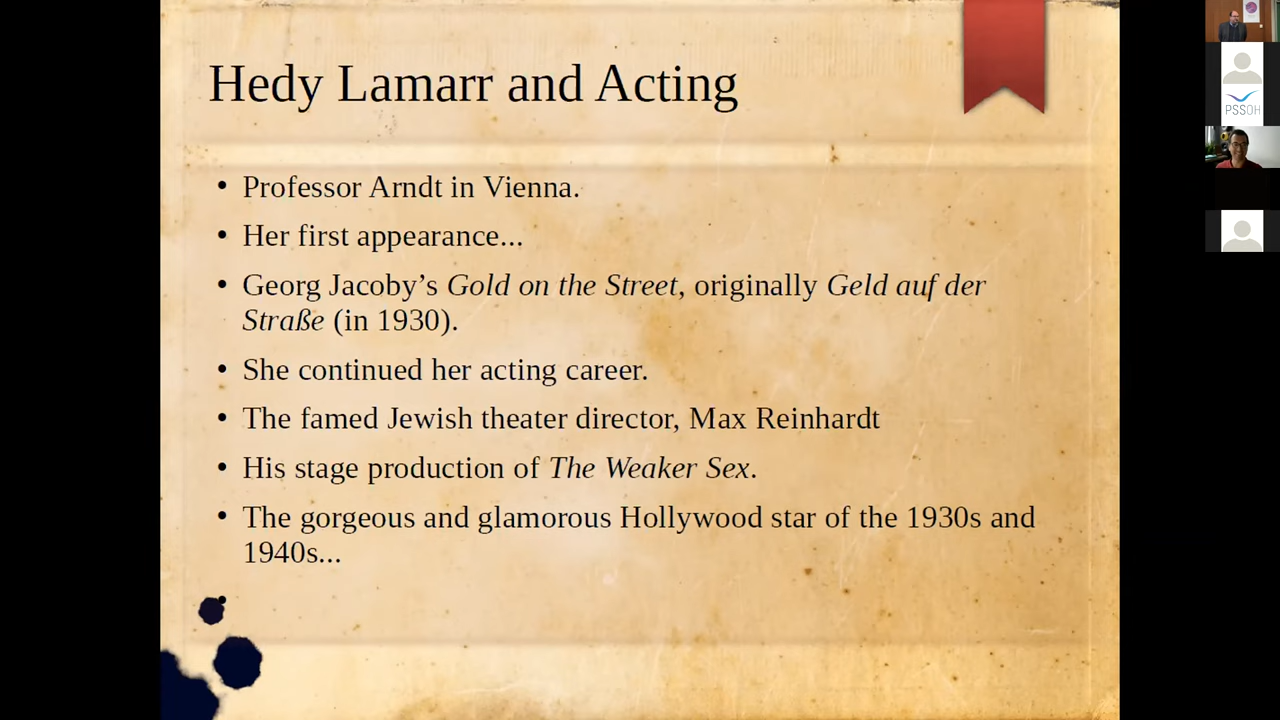 Hedy Lamarr and Acting
• Professor Arndt in Vienna.
• Her first appearance...
• Georg Jacoby’s Gold on the Street, originally Geld auf der
Straße (in 1930).
• She continued her acting career.
• The famed Jewish theater director, Max Reinhardt
• His stage production of The Weaker Sex.
• The gorgeous and glamorous Hollywood star of the 1930s and
1940s...
PSSOH